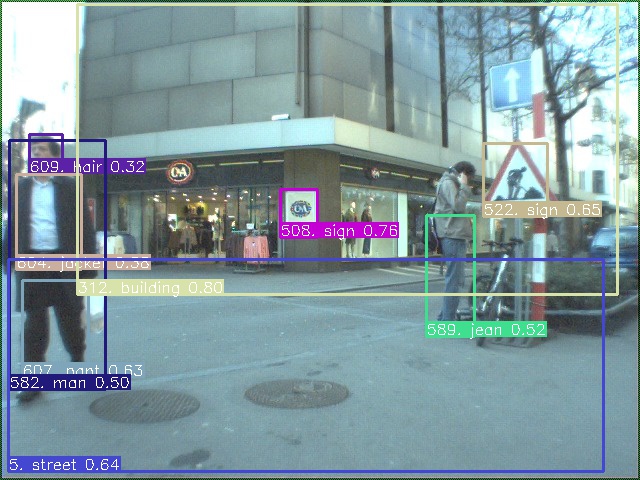 609. hair 0.32
C&A
C&A
522. sign 0.65
508. sign 0.76
604. jacket 0.38
312. building 0.80
589. jean 0.52
607. pant 0.63
582. man 0.50
5. street 0.64